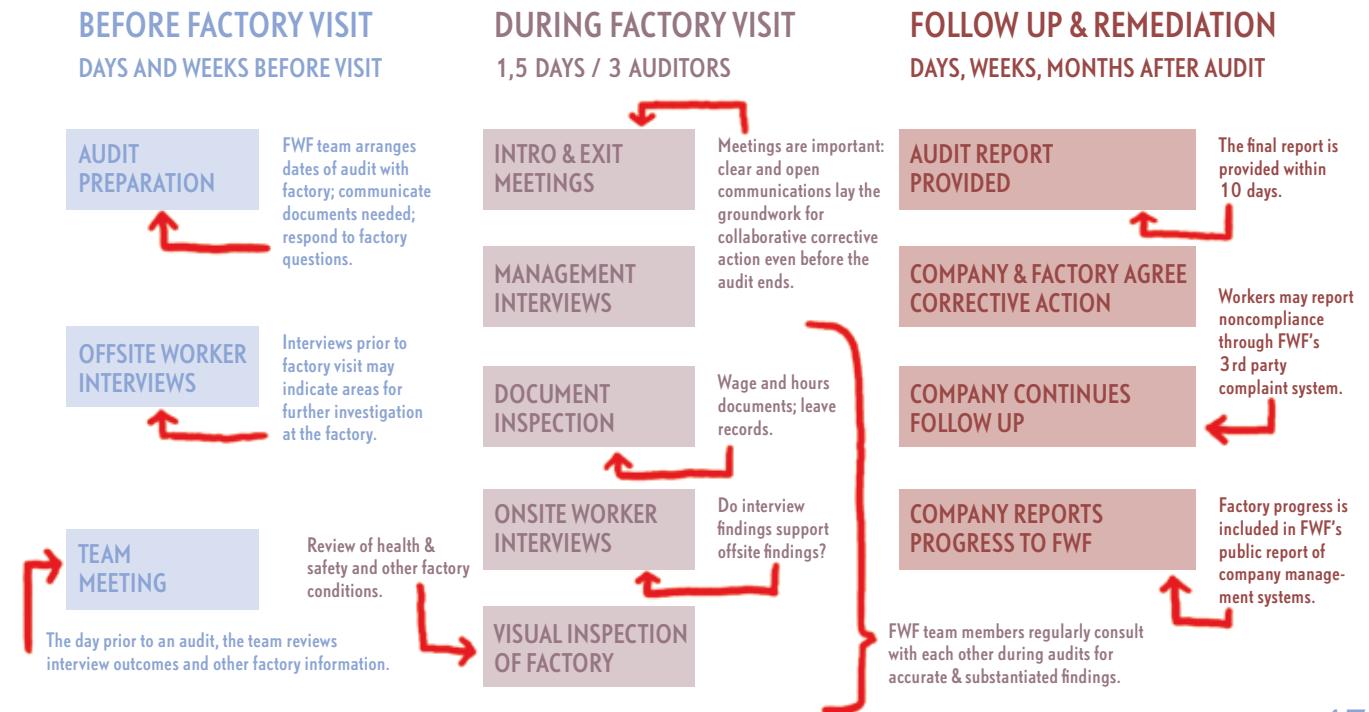 BEFORE FACTORY VISIT
DAYS AND WEEKS BEFORE VISIT
AUDIT
PREPARATION
FWF team arranges
dates of audit with
factory; communicate
documents needed;
respond to factory
questions.
OFFSITE WORKER
INTERVIEWS
Interviews prior to
factory visit may
indicate areas for
further investigation
at the factory.
TEAM
MEETING
The day prior to an audit, the team reviews
interview outcomes and other factory information.
DURING FACTORY VISIT
1,5 DAYS / 3 AUDITORS
INTRO & EXIT
MEETINGS
Meetings are important:
clear and open
communications lay the
groundwork for
collaborative corrective
action even before the
audit ends.
MANAGEMENT
INTERVIEWS
DOCUMENT
INSPECTION
Wage and hours
documents; leave
records.
ONSITE WORKER
INTERVIEWS
Do interview
findings support
offsite findings?
Review of health &
safety and other factory
conditions.
VISUAL INSPECTION
OF FACTORY
FWF team members regularly consult
with each other during audits for
accurate & substantiated findings.
FOLLOW UP & REMEDIATION
DAYS, WEEKS, MONTHS AFTER AUDIT
AUDIT REPORT
PROVIDED
The final report is
provided within
10 days.
COMPANY & FACTORY AGREE
CORRECTIVE ACTION
Workers may report
noncompliance
through FWF's
3rd party
complaint system.
COMPANY CONTINUES
FOLLOW UP
COMPANY REPORTS
PROGRESS TO FWF
Factory progress is
included in FWF's
public report of
company manage-
ment systems.